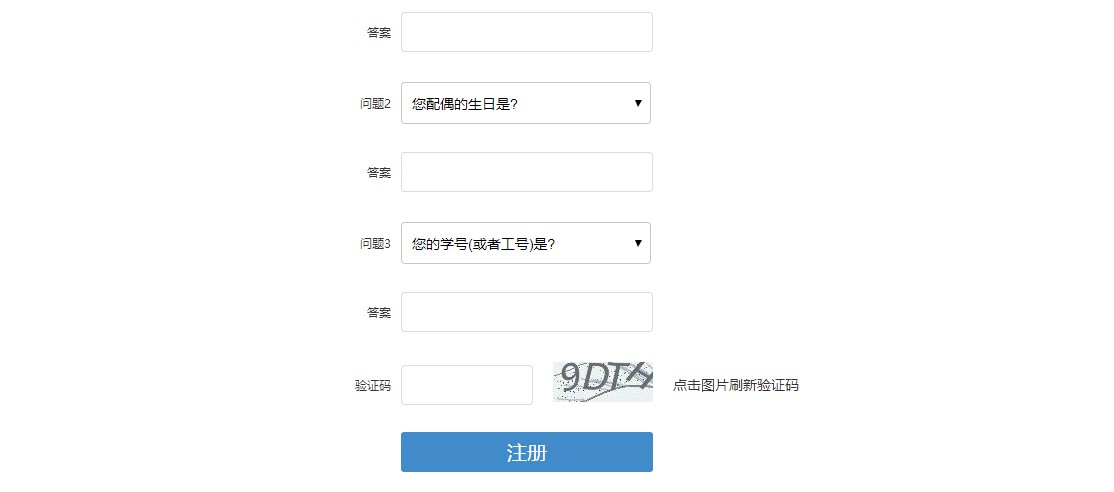 答案
问题2 您配偶的生日是?
答案
问题3 您的学号(或者工号)是?
答案
验证码 9DTH 点击图片刷新验证码
注册